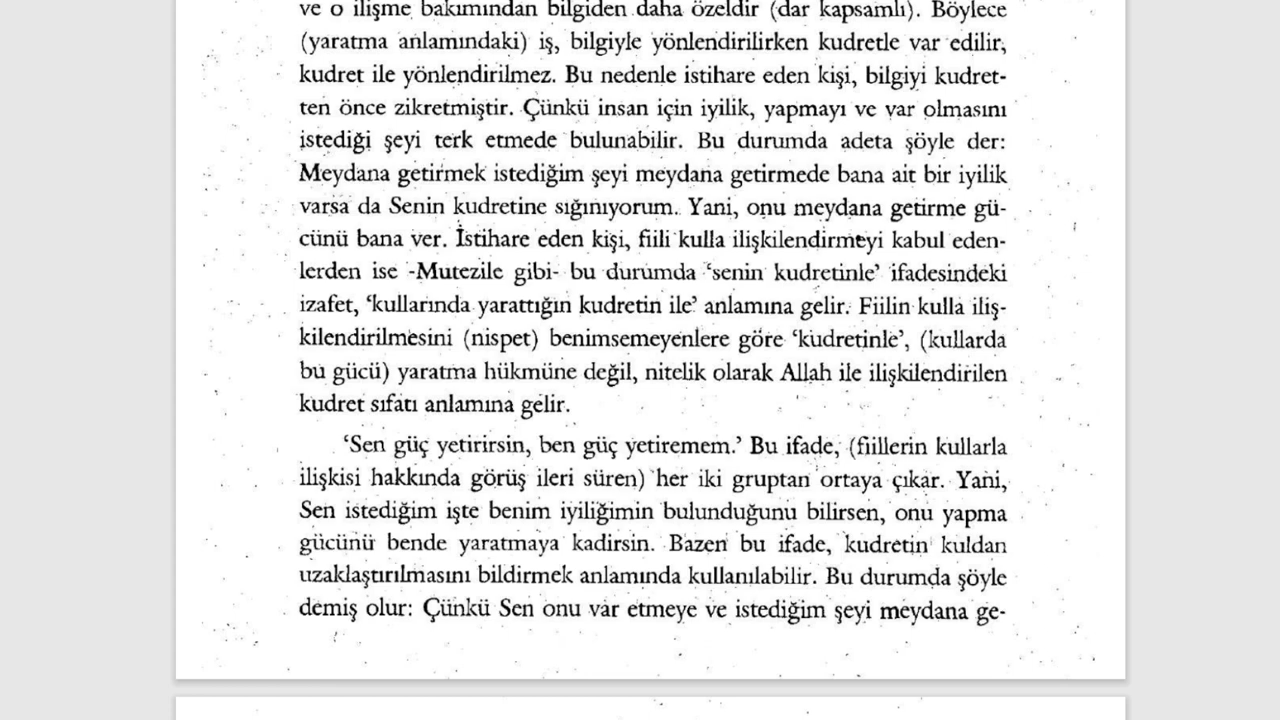 ve o ilişme bakımından bilgiden daha özeldir (dar kapsamlı). Böylece
(yaratma anlamındaki) iş, bilgiyle yönlendirilirken kudretle var edilir,
kudret ile yönlendirilmez. Bu nedenle istihare eden kişi, bilgiyi kudret-
ten önce zikretmiştir. Çünkü insan için iyilik, yapmayı ve var olmasını
istediği şeyi terk etmede bulunabilir. Bu durumda adeta şöyle der:
Meydana getirmek istediğim şeyi meydana getirmede bana ait bir iyilik
varsa da Senin kudretine sığınıyorum. Yani, onu meydana getirme gü-
cünü bana ver. İstihare eden kişi, fiili kulla ilişkilendirmeyi kabul eden-
lerden ise -Mutezile gibi- bu durumda ‘senin kudretinle’ ifadesindeki
izafet, ‘kullarında yarattığın kudretin ile’ anlamına gelir. Fiilin kulla iliş-
kilendirilmesini (nispet) benimsemeyenlere göre ‘kudretinle’, (kullarda
bu gücü) yaratma hükmüne değil, nitelik olarak Allah ile ilişkilendirilen
kudret sıfatı anlamına gelir.
‘Sen güç yetirirsin, ben güç yetiremem.’ Bu ifade, (fiillerin kullarla
ilişkisi hakkında görüş ileri süren) her iki gruptan ortaya çıkar. Yani,
Sen istediğim işte benim iyiliğimin bulunduğunu bilirsen, onu yapma
gücünü bende yaratmaya kadirsin. Bazen bu ifade, kudretin kuldan
uzaklaştırılmasını bildirmek anlamında kullanılabilir. Bu durumda şöyle
demiş olur: Çünkü Sen onu var etmeye ve istediğim şeyi meydana ge-